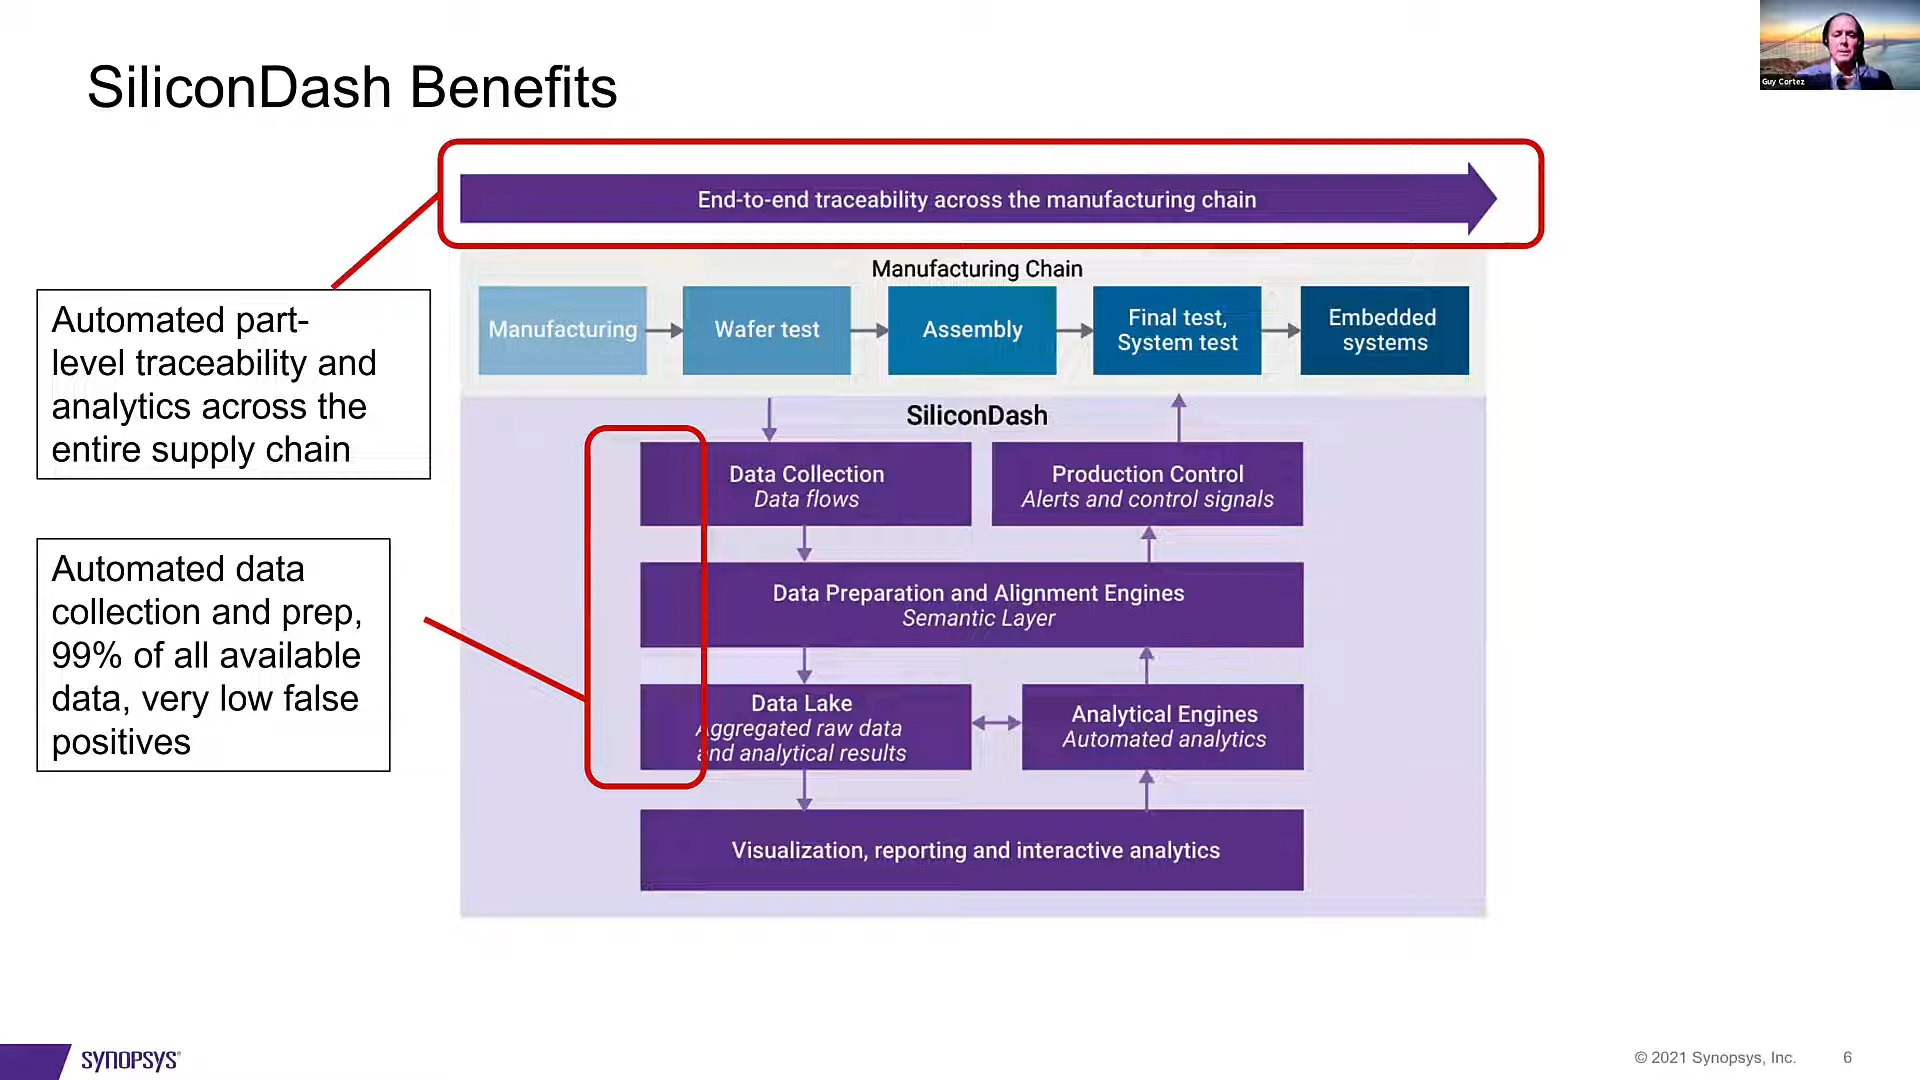 SiliconDash Benefits
Guy Cortez
End-to-end traceability across the manufacturing chain
Manufacturing Chain
Manufacturing
Wafer test
Assembly
Final test,
System test
Embedded
systems
Automated part-
level traceability and
analytics across the
entire supply chain
SiliconDash
Data Collection
Data flows
Production Control
Alerts and control signals
Automated data
collection and prep,
99% of all available
data, very low false
positives
Data Preparation and Alignment Engines
Semantic Layer
Data Lake
Aggregated raw data
and analytical results
Analytical Engines
Automated analytics
Visualization, reporting and interactive analytics
SYNOPSYS®
© 2021 Synopsys, Inc.
6